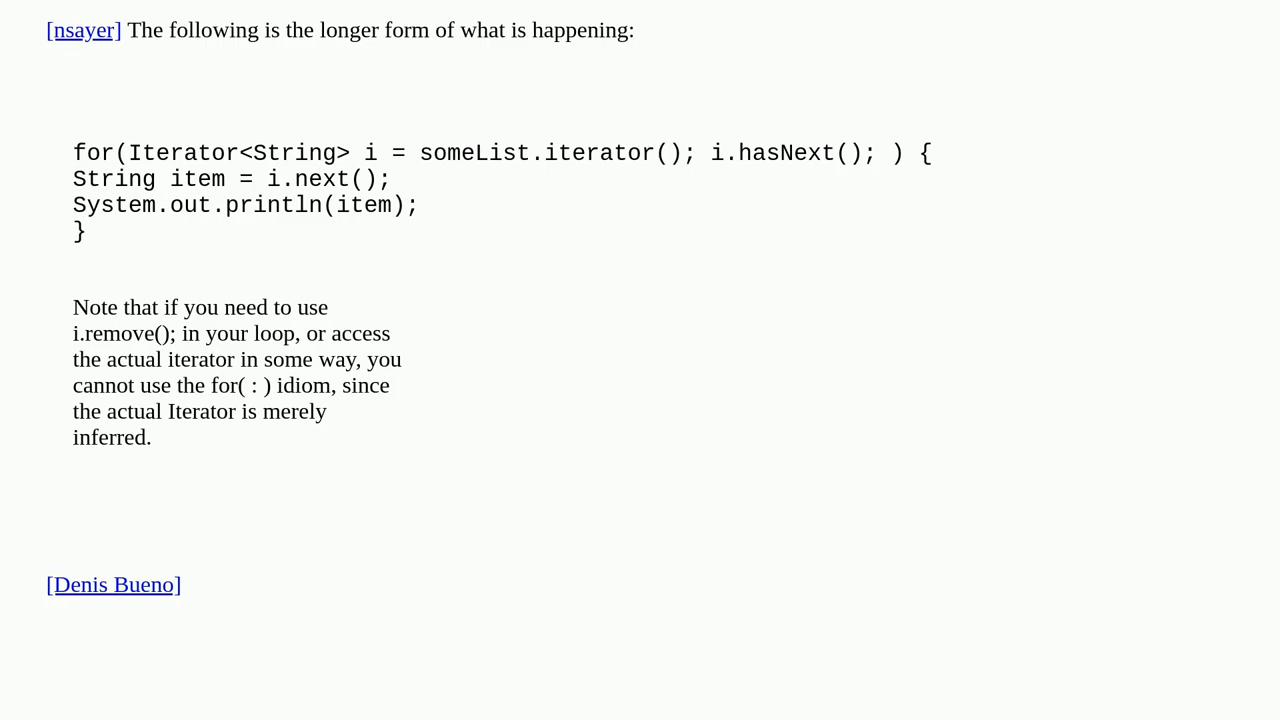 [nsayer] The following is the longer form of what is happening:
for(Iterator<String> i = someList.iterator(); i.hasNext(); ) {
String item = i.next();
System.out.println(item);
}
Note that if you need to use
i.remove(); in your loop, or access
the actual iterator in some way, you
cannot use the for( : ) idiom, since
the actual Iterator is merely
inferred.
[Denis Bueno]